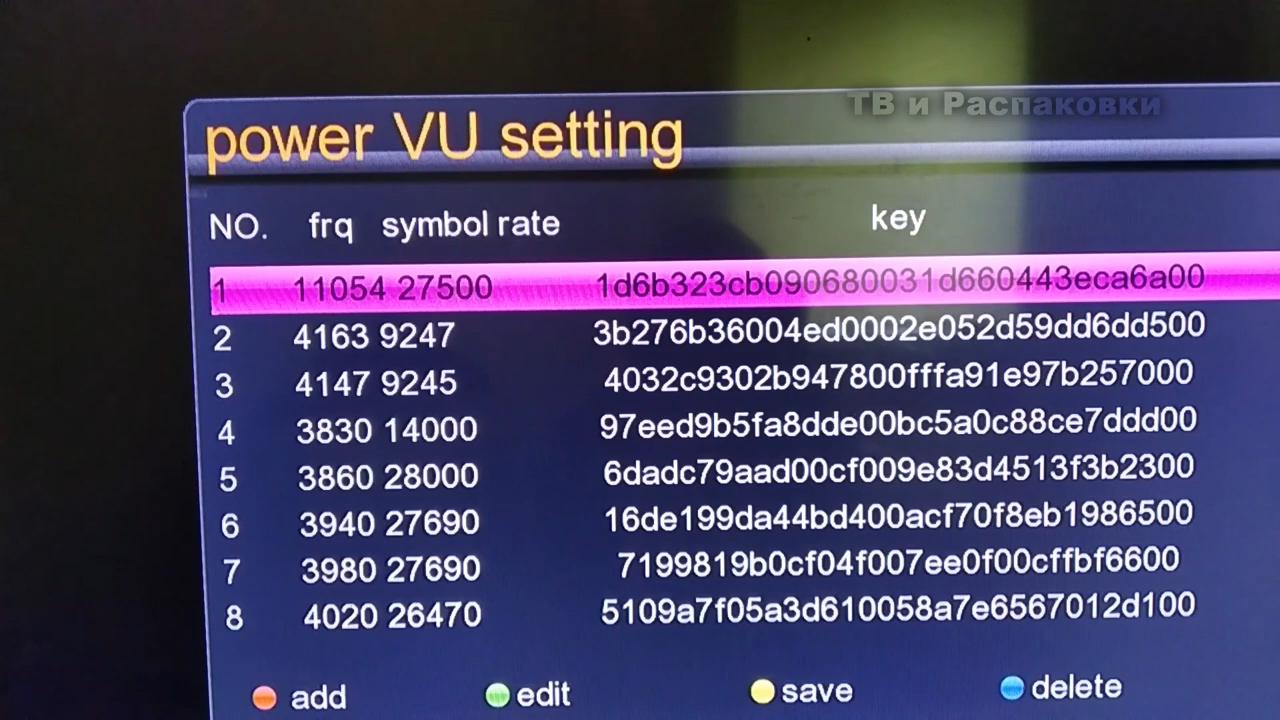 ТВ и Распаковки
power VU setting
NO. frq symbol rate key
1 11054 27500 1d6b323cb090680031d660443eca6a00
2 4163 9247 3b276b36004ed0002e052d59dd6dd500
3 4147 9245 4032c9302b947800fffa91e97b257000
4 3830 14000 97eed9b5fa8dde00bc5a0c88ce7ddd00
5 3860 28000 6dadc79aad00cf009e83d4513f3b2300
6 3940 27690 16de199da44bd400acf70f8eb1986500
7 3980 27690 7199819b0cf04f007ee0f00cffbf6600
8 4020 26470 5109a7f05a3d610058a7e6567012d100
add edit save delete